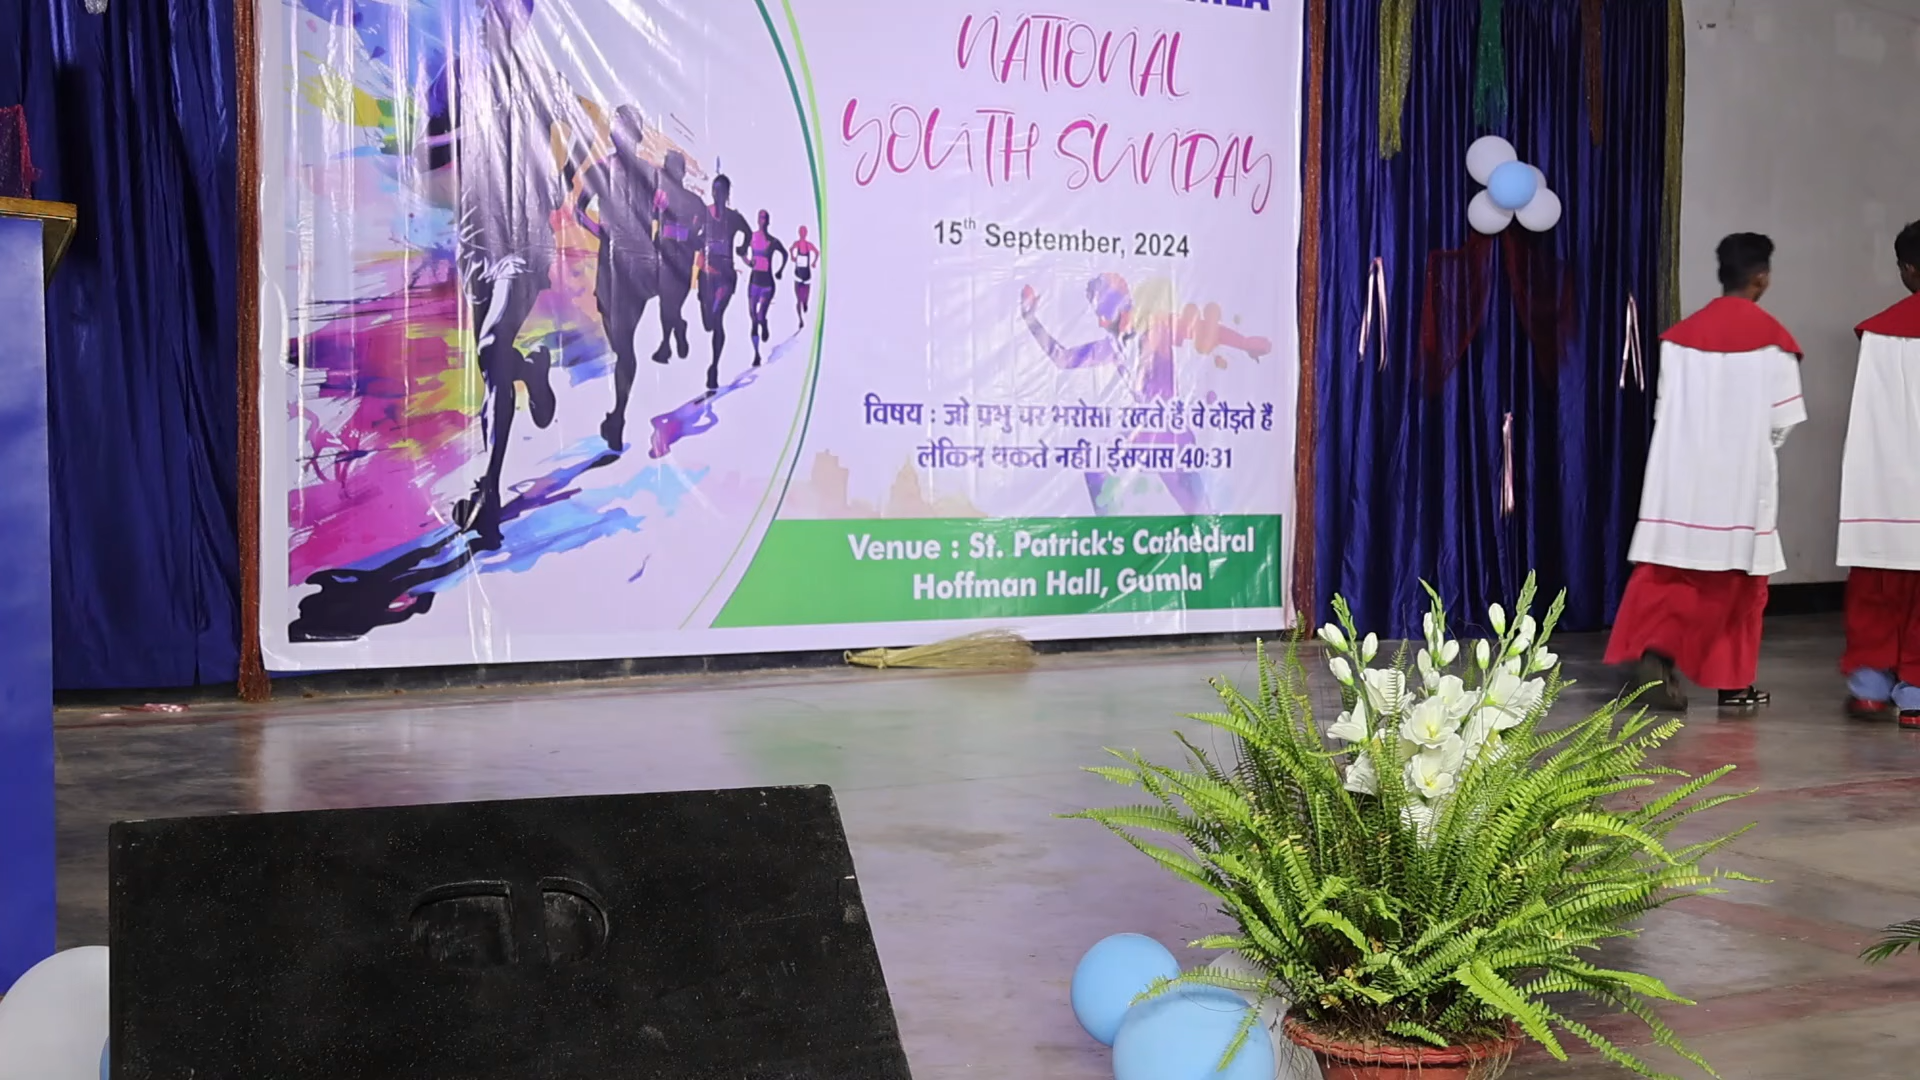 NATIONAL
YOUTH SUNDAY
15th September, 2024
विषय : जो प्रभु पर भरोसा रखते हैं वे दौड़ते हैं
लेकिन थकते नहीं। ईसयास 40:31
Venue : St. Patrick's Cathedral
Hoffman Hall, Gumla